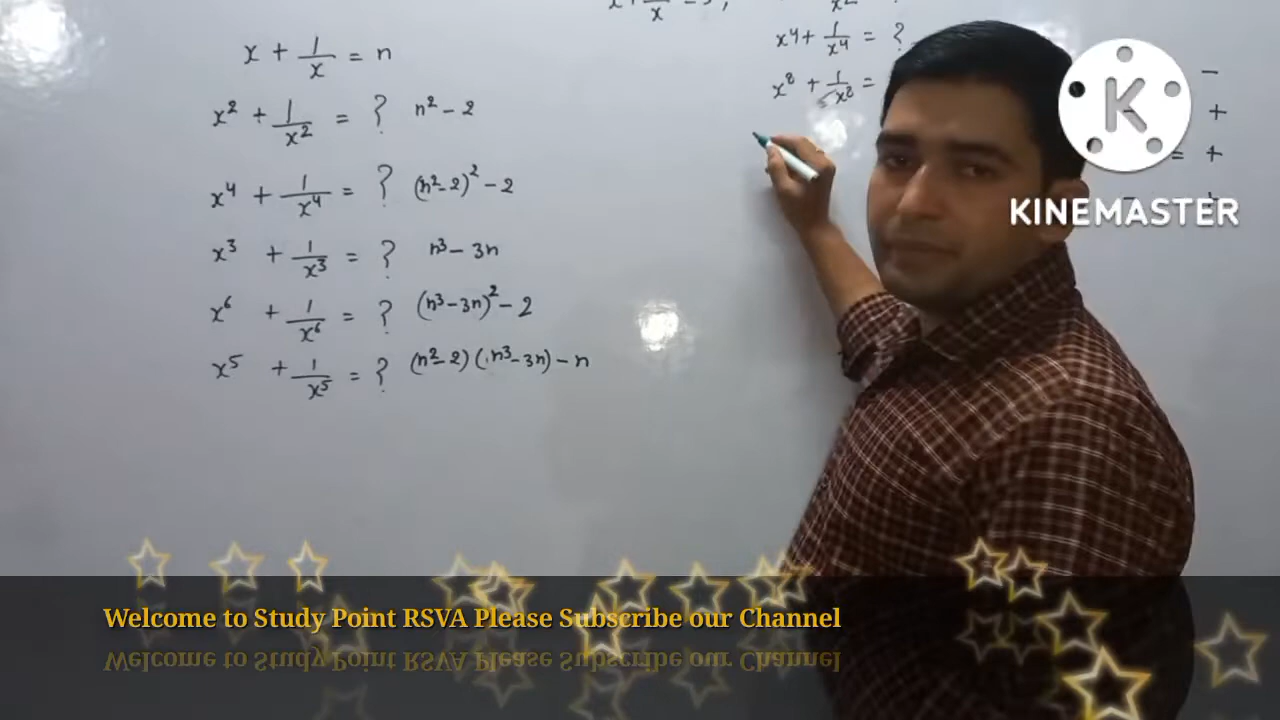 x + 1/x = n
x² + 1/x² = ? n² - 2
x⁴ + 1/x⁴ = ? (n² - 2)² - 2
x³ + 1/x³ = ? n³ - 3n
x⁶ + 1/x⁶ = ? (n³ - 3n)² - 2
x⁵ + 1/x⁵ = ? (n² - 2)(n³ - 3n) - n
x⁴ + 1/x⁴ = ?
x⁸ + 1/x⁸ =
-
+
= +
KINEMASTER
Welcome to Study Point RSVA Please Subscribe our Channel